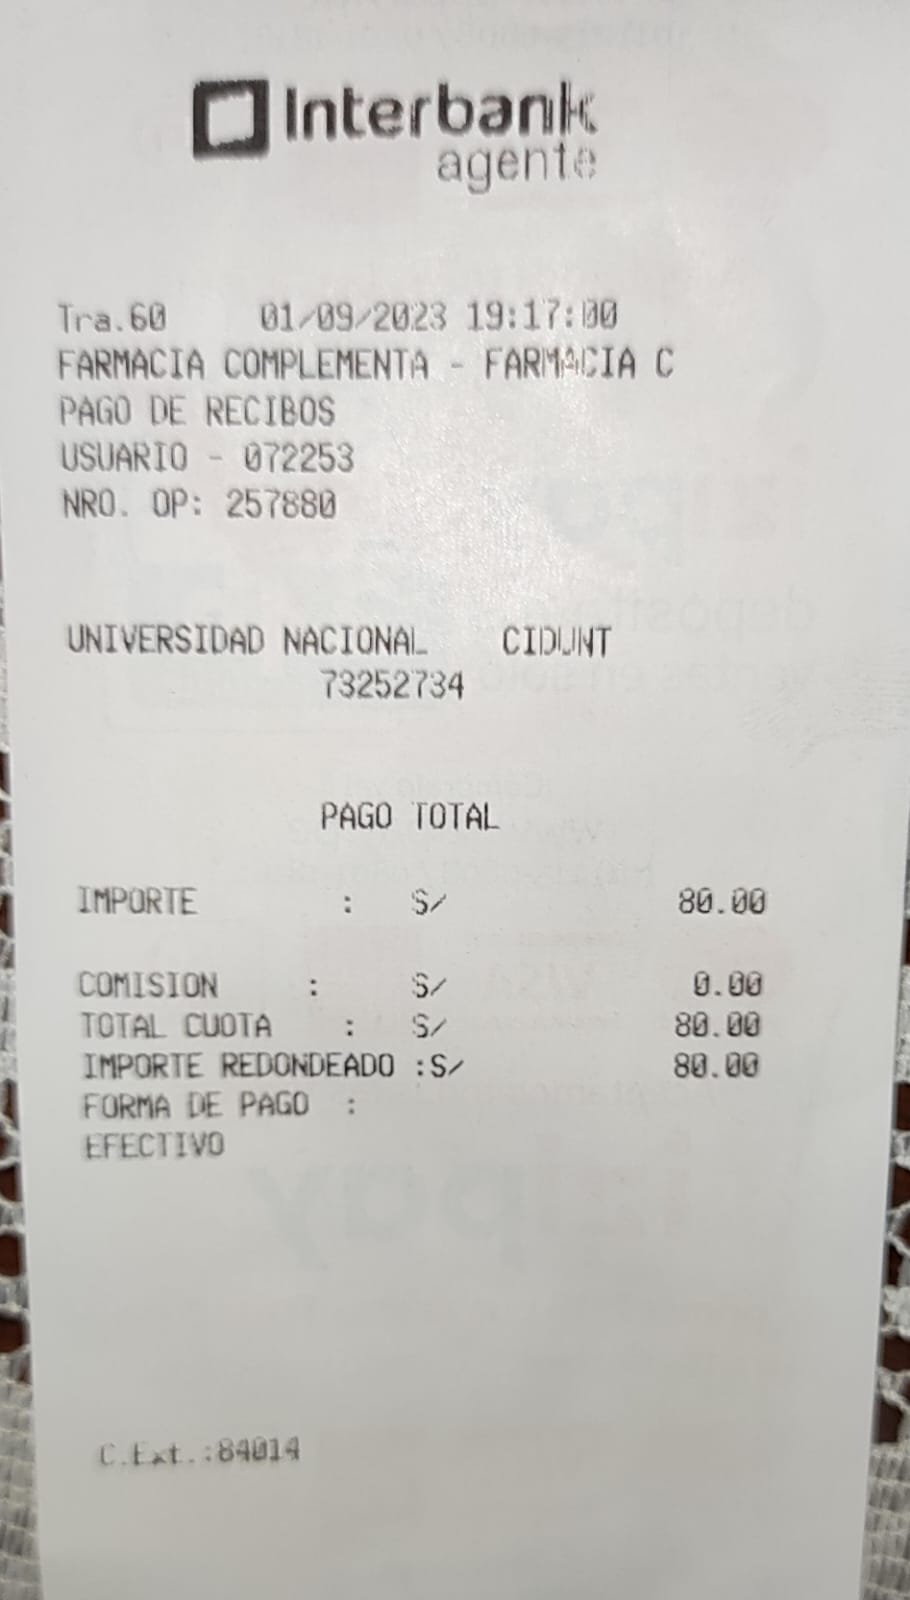 Interbank
agente
Tra.60 01/09/2023 19:17:00
FARMACIA COMPLEMENTA - FARMACIA C
PAGO DE RECIBOS
USUARIO - 072253
NRO. OP: 257880
UNIVERSIDAD NACIONAL CIDUNT
73252734
PAGO TOTAL
IMPORTE : S/ 80.00
COMISION : S/ 0.00
TOTAL CUOTA : S/ 80.00
IMPORTE REDONDEADO :S/ 80.00
FORMA DE PAGO :
EFECTIVO
C.Ext.:84014